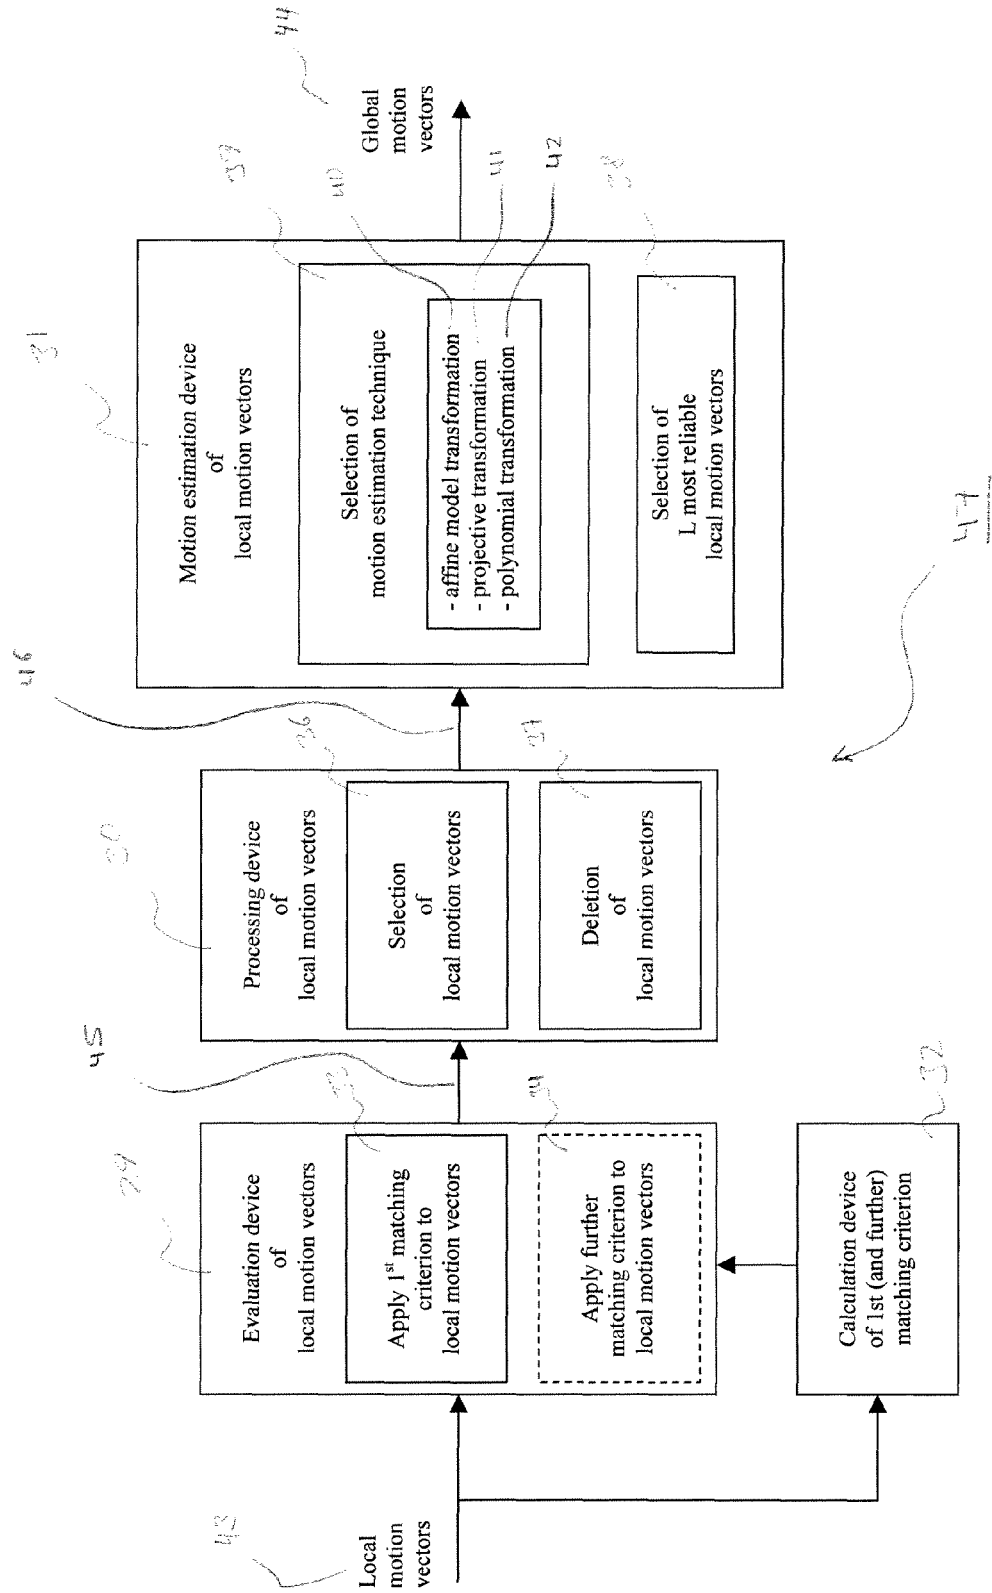 Local
motion
vectors
43
29
Evaluation device
of
local motion vectors
33
Apply 1st matching
criterion to
local motion vectors
34
Apply further
matching criterion to
local motion vectors
32
Calculation device
of 1st (and further)
matching criterion
45
30
Processing device
of
local motion vectors
36
Selection
of
local motion vectors
37
Deletion
of
local motion vectors
46
31
Motion estimation device
of
local motion vectors
39
Selection of
motion estimation technique
- affine model transformation
- projective transformation
- polynomial transformation
40
41
42
38
Selection of
L most reliable
local motion vectors
Global
motion
vectors
44
47